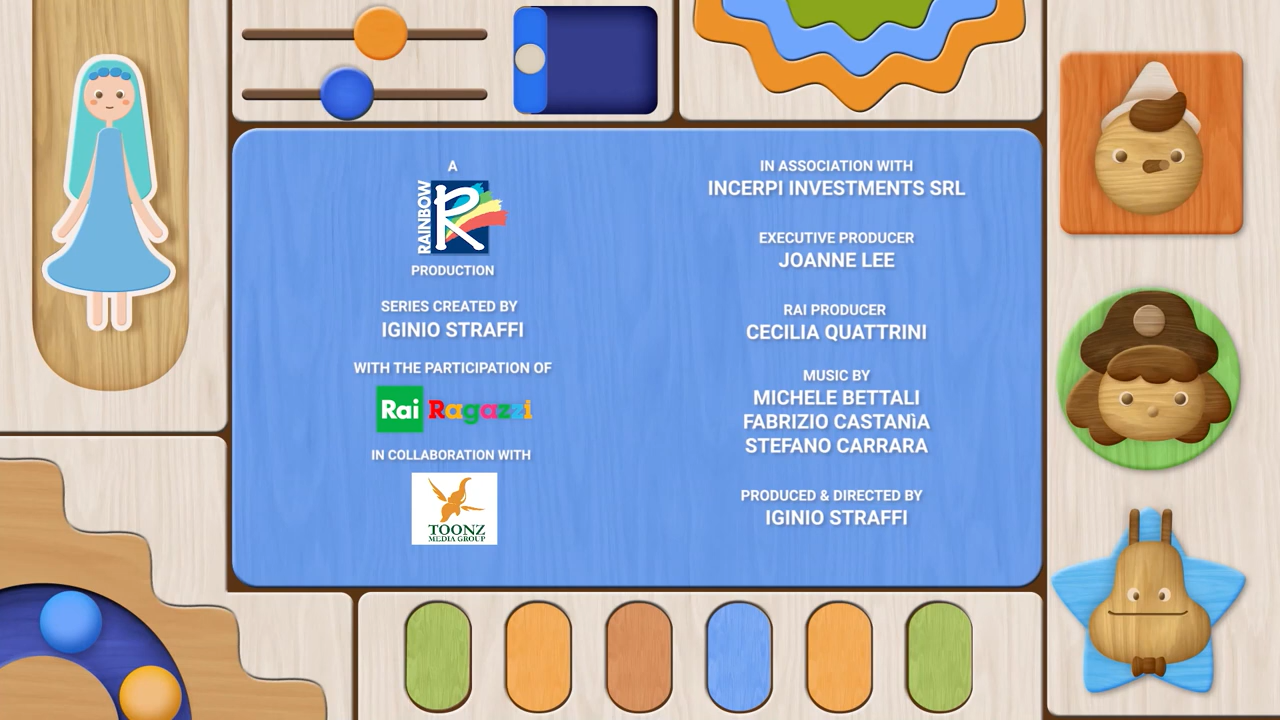 A
RAINBOW
R
PRODUCTION
SERIES CREATED BY
IGINIO STRAFFI
WITH THE PARTICIPATION OF
Rai Ragazzi
IN COLLABORATION WITH
TOONZ
MEDIA GROUP
IN ASSOCIATION WITH
INCERPI INVESTMENTS SRL
EXECUTIVE PRODUCER
JOANNE LEE
RAI PRODUCER
CECILIA QUATTRINI
MUSIC BY
MICHELE BETTALI
FABRIZIO CASTANìA
STEFANO CARRARA
PRODUCED & DIRECTED BY
IGINIO STRAFFI